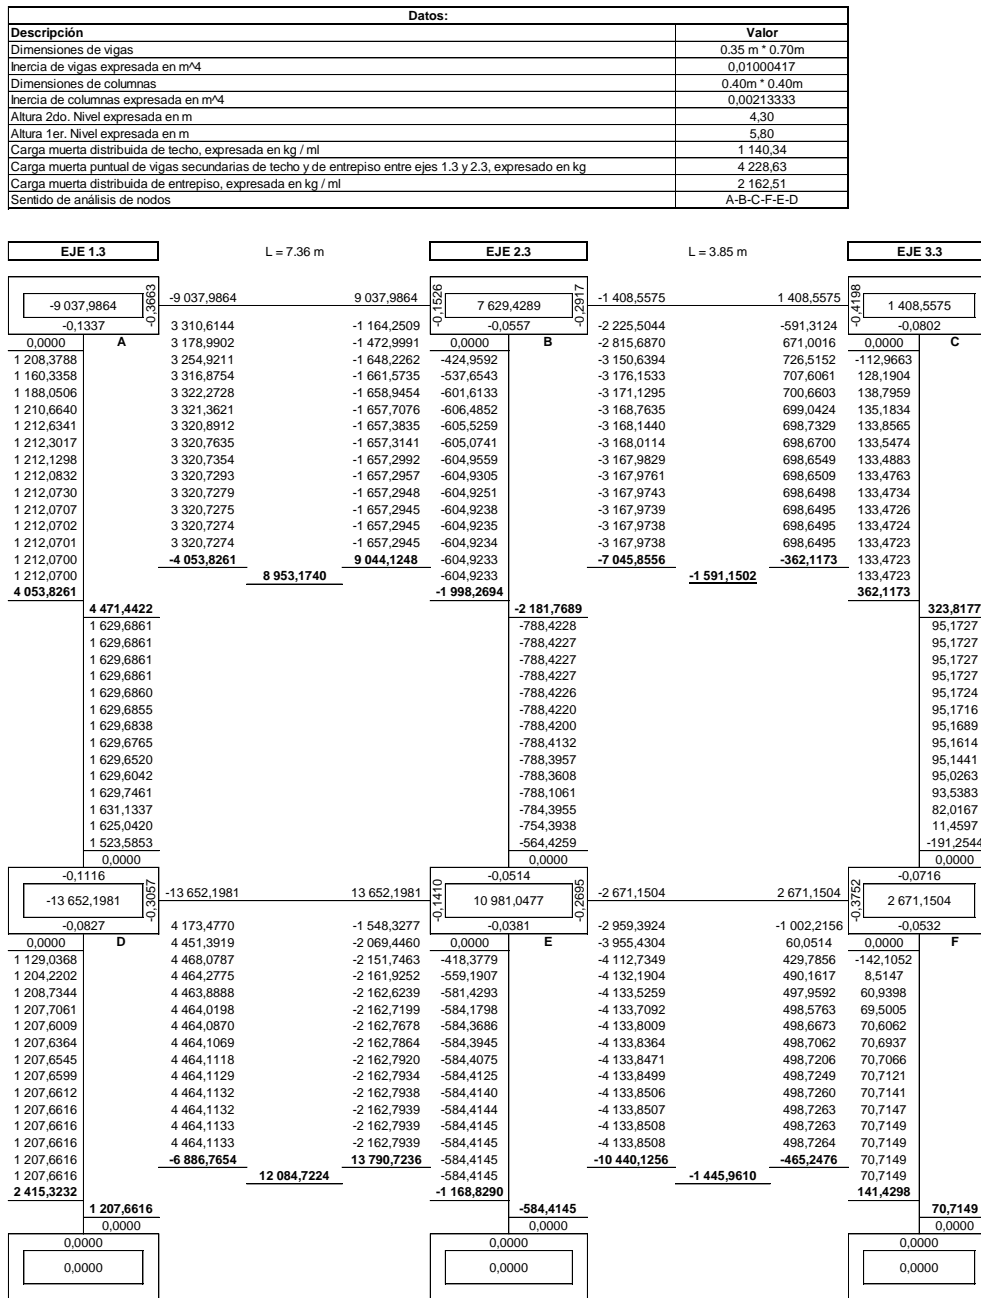 Datos:
Descripción Valor
Dimensiones de vigas 0.35 m * 0.70m
Inercia de vigas expresada en m^4 0,01000417
Dimensiones de columnas 0.40m * 0.40m
Inercia de columnas expresada en m^4 0,00213333
Altura 2do. Nivel expresada en m 4,30
Altura 1er. Nivel expresada en m 5,80
Carga muerta distribuida de techo, expresada en kg / ml 1 140,34
Carga muerta puntual de vigas secundarias de techo y de entrepiso entre ejes 1.3 y 2.3, expresado en kg 4 228,63
Carga muerta distribuida de entrepiso, expresada en kg / ml 2 162,51
Sentido de análisis de nodos A-B-C-F-E-D
EJE 1.3 L = 7.36 m EJE 2.3 L = 3.85 m EJE 3.3
-9 037,9864 -0,3663 -9 037,9864 9 037,9864 -0,1526 7 629,4289 -0,2917 -1 408,5575 1 408,5575 -0,4198 1 408,5575
-0,1337 3 310,6144 -1 164,2509 -0,0557 -2 225,5044 -591,3124 -0,0802
0,0000 A 3 178,9902 -1 472,9991 0,0000 B -2 815,6870 671,0016 0,0000 C
1 208,3788 3 254,9211 -1 648,2262 -424,9592 -3 150,6394 726,5152 -112,9663
1 160,3358 3 316,8754 -1 661,5735 -537,6543 -3 176,1533 707,6061 128,1904
1 188,0506 3 322,2728 -1 658,9454 -601,6133 -3 171,1295 700,6603 138,7959
1 210,6640 3 321,3621 -1 657,7076 -606,4852 -3 168,7635 699,0424 135,1834
1 212,6341 3 320,8912 -1 657,3835 -605,5259 -3 168,1440 698,7329 133,8565
1 212,3017 3 320,7635 -1 657,3141 -605,0741 -3 168,0114 698,6700 133,5474
1 212,1298 3 320,7354 -1 657,2992 -604,9559 -3 167,9829 698,6549 133,4883
1 212,0832 3 320,7293 -1 657,2957 -604,9305 -3 167,9761 698,6509 133,4763
1 212,0730 3 320,7279 -1 657,2948 -604,9251 -3 167,9743 698,6498 133,4734
1 212,0707 3 320,7275 -1 657,2945 -604,9238 -3 167,9739 698,6495 133,4726
1 212,0702 3 320,7274 -1 657,2945 -604,9235 -3 167,9738 698,6495 133,4724
1 212,0701 3 320,7274 -1 657,2945 -604,9234 -3 167,9738 698,6495 133,4723
1 212,0700 -4 053,8261 9 044,1248 -604,9233 -7 045,8556 -362,1173 133,4723
1 212,0700 8 953,1740 -604,9233 -1 591,1502 133,4723
4 053,8261 -1 998,2694 362,1173
4 471,4422 -2 181,7689 323,8177
1 629,6861 -788,4228 95,1727
1 629,6861 -788,4227 95,1727
1 629,6861 -788,4227 95,1727
1 629,6861 -788,4227 95,1727
1 629,6860 -788,4226 95,1724
1 629,6855 -788,4220 95,1716
1 629,6838 -788,4200 95,1689
1 629,6765 -788,4132 95,1614
1 629,6520 -788,3957 95,1441
1 629,6042 -788,3608 95,0263
1 629,7461 -788,1061 93,5383
1 631,1337 -784,3955 82,0167
1 625,0420 -754,3938 11,4597
1 523,5853 -564,4259 -191,2544
0,0000 0,0000 0,0000
-0,1116 -0,0514 -0,0716
-13 652,1981 -0,3057 -13 652,1981 13 652,1981 -0,1410 10 981,0477 -0,2695 -2 671,1504 2 671,1504 -0,3752 2 671,1504
-0,0827 4 173,4770 -1 548,3277 -0,0381 -2 959,3924 -1 002,2156 -0,0532
0,0000 D 4 451,3919 -2 069,4460 0,0000 E -3 955,4304 60,0514 0,0000 F
1 129,0368 4 468,0787 -2 151,7463 -418,3779 -4 112,7349 429,7856 -142,1052
1 204,2202 4 464,2775 -2 161,9252 -559,1907 -4 132,1904 490,1617 8,5147
1 208,7344 4 463,8888 -2 162,6239 -581,4293 -4 133,5259 497,9592 60,9398
1 207,7061 4 464,0198 -2 162,7199 -584,1798 -4 133,7092 498,5763 69,5005
1 207,6009 4 464,0870 -2 162,7678 -584,3686 -4 133,8009 498,6673 70,6062
1 207,6364 4 464,1069 -2 162,7864 -584,3945 -4 133,8364 498,7062 70,6937
1 207,6545 4 464,1118 -2 162,7920 -584,4075 -4 133,8471 498,7206 70,7066
1 207,6599 4 464,1129 -2 162,7934 -584,4125 -4 133,8499 498,7249 70,7121
1 207,6612 4 464,1132 -2 162,7938 -584,4140 -4 133,8506 498,7260 70,7141
1 207,6616 4 464,1132 -2 162,7939 -584,4144 -4 133,8507 498,7263 70,7147
1 207,6616 4 464,1133 -2 162,7939 -584,4145 -4 133,8508 498,7263 70,7149
1 207,6616 4 464,1133 -2 162,7939 -584,4145 -4 133,8508 498,7264 70,7149
1 207,6616 -6 886,7654 13 790,7236 -584,4145 -10 440,1256 -465,2476 70,7149
1 207,6616 12 084,7224 -584,4145 -1 445,9610 70,7149
2 415,3232 -1 168,8290 141,4298
1 207,6616 -584,4145 70,7149
0,0000 0,0000 0,0000
0,0000 0,0000 0,0000
0,0000 0,0000 0,0000